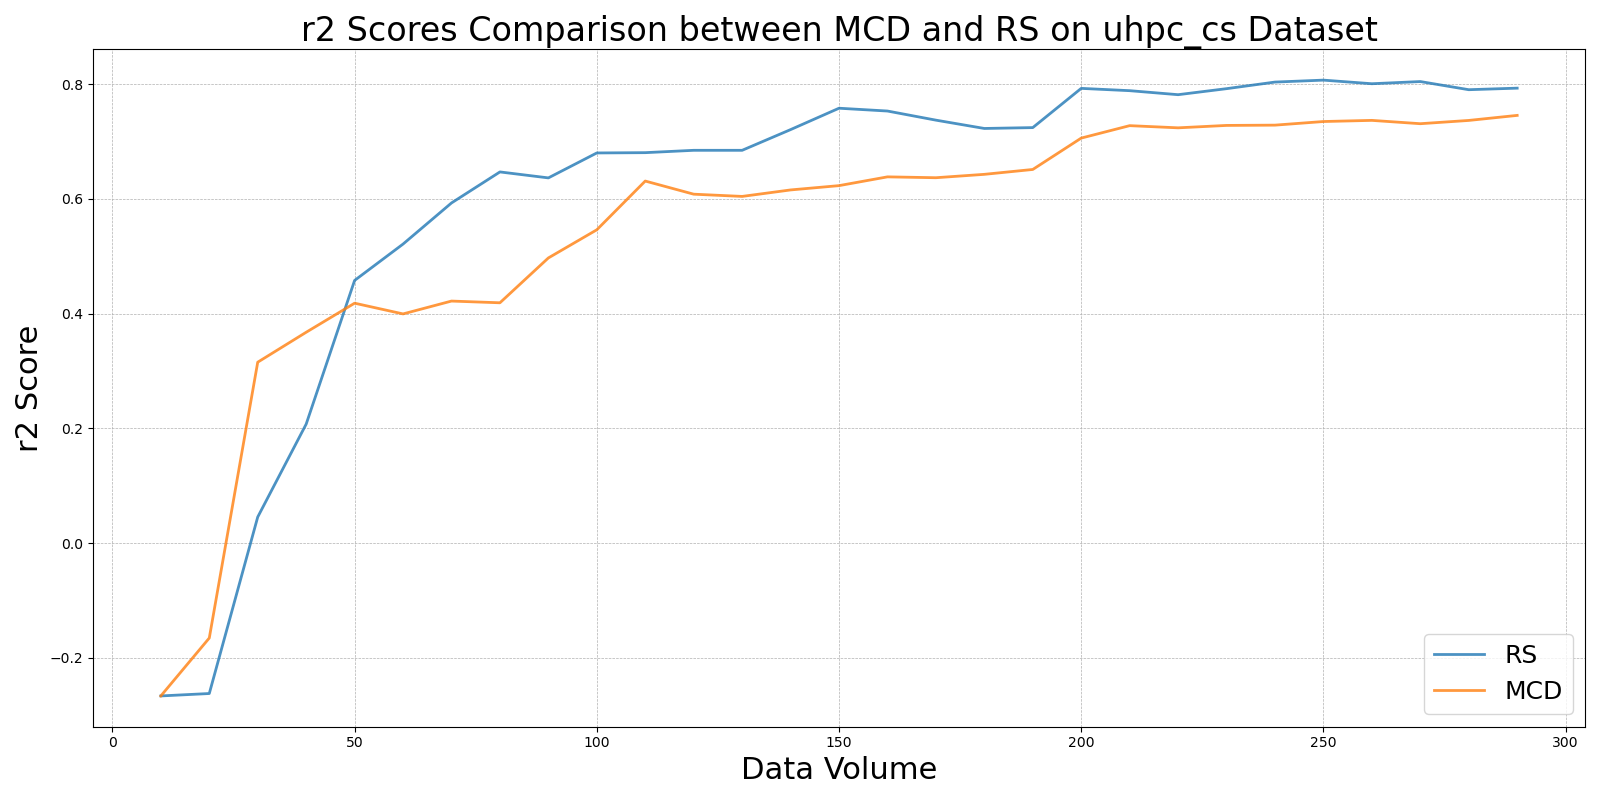 r2 Scores Comparison between MCD and RS on uhpc_cs Dataset
r2 Score
0.8
0.6
0.4
0.2
0.0
−0.2
0
50
100
150
200
250
300
Data Volume
RS
MCD